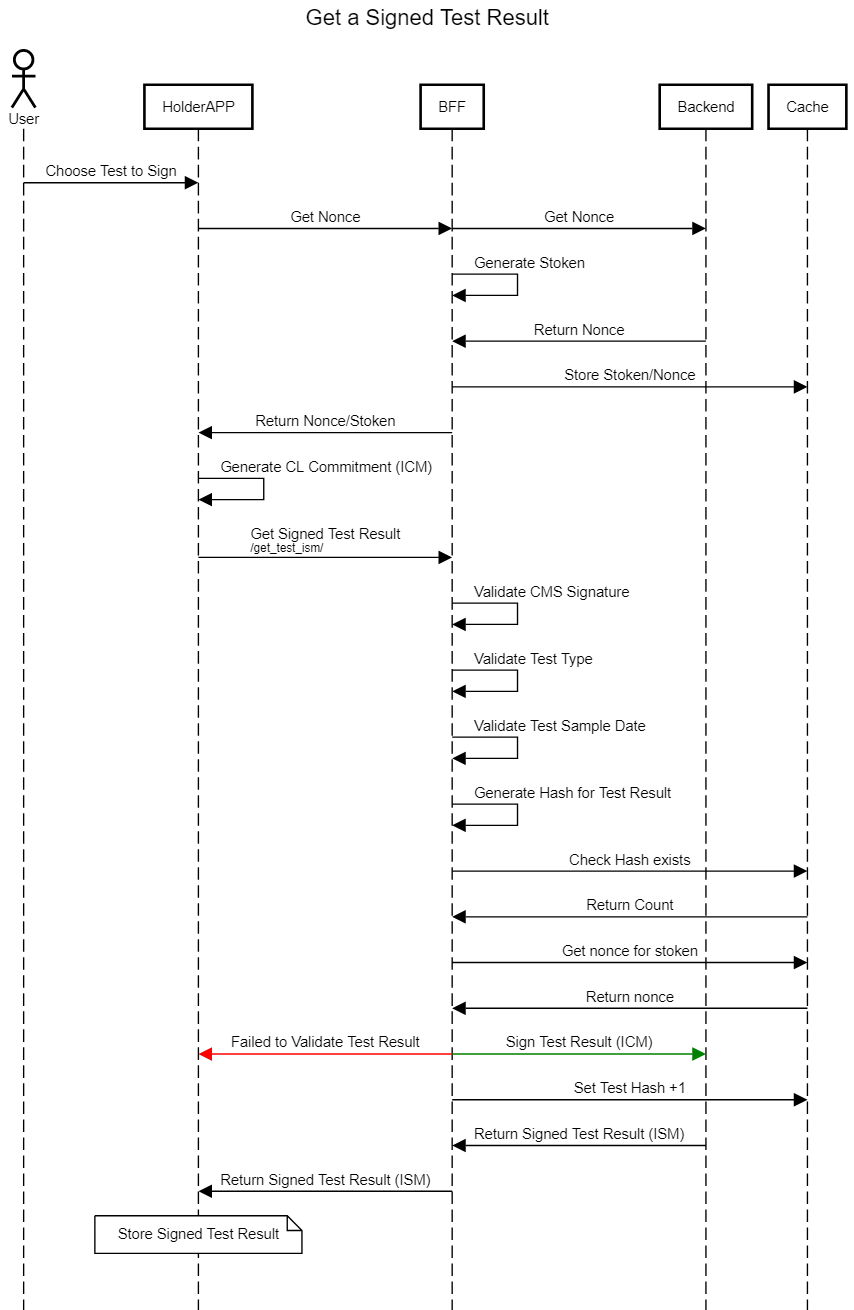 Get a Signed Test Result
User
HolderAPP
BFF
Backend
Cache
Choose Test to Sign
Get Nonce
Get Nonce
Generate Stoken
Return Nonce
Store Stoken/Nonce
Return Nonce/Stoken
Generate CL Commitment (ICM)
Get Signed Test Result
/get_test_ism/
Validate CMS Signature
Validate Test Type
Validate Test Sample Date
Generate Hash for Test Result
Check Hash exists
Return Count
Get nonce for stoken
Return nonce
Failed to Validate Test Result
Sign Test Result (ICM)
Set Test Hash +1
Return Signed Test Result (ISM)
Return Signed Test Result (ISM)
Store Signed Test Result